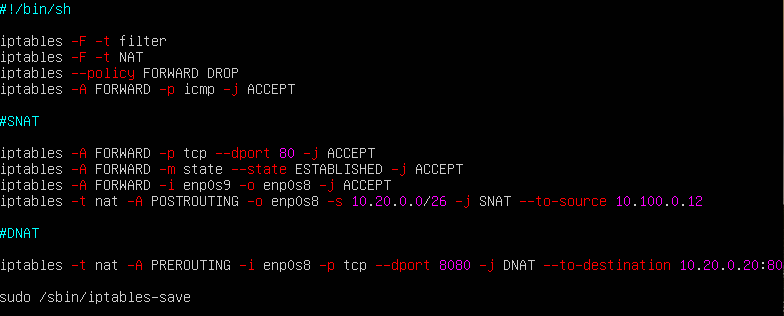 #!/bin/sh
iptables -F -t filter
iptables -F -t NAT
iptables --policy FORWARD DROP
iptables -A FORWARD -p icmp -j ACCEPT
#SNAT
iptables -A FORWARD -p tcp --dport 80 -j ACCEPT
iptables -A FORWARD -m state --state ESTABLISHED -j ACCEPT
iptables -A FORWARD -i enp0s9 -o enp0s8 -j ACCEPT
iptables -t nat -A POSTROUTING -o enp0s8 -s 10.20.0.0/26 -j SNAT --to-source 10.100.0.12
#DNAT
iptables -t nat -A PREROUTING -i enp0s8 -p tcp --dport 8080 -j DNAT --to-destination 10.20.0.20:80
sudo /sbin/iptables-save